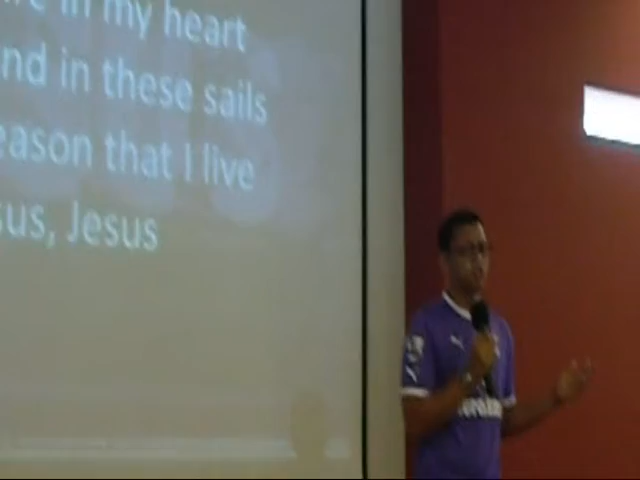 in my heart
nd in these sails
eason that I live
sus, Jesus